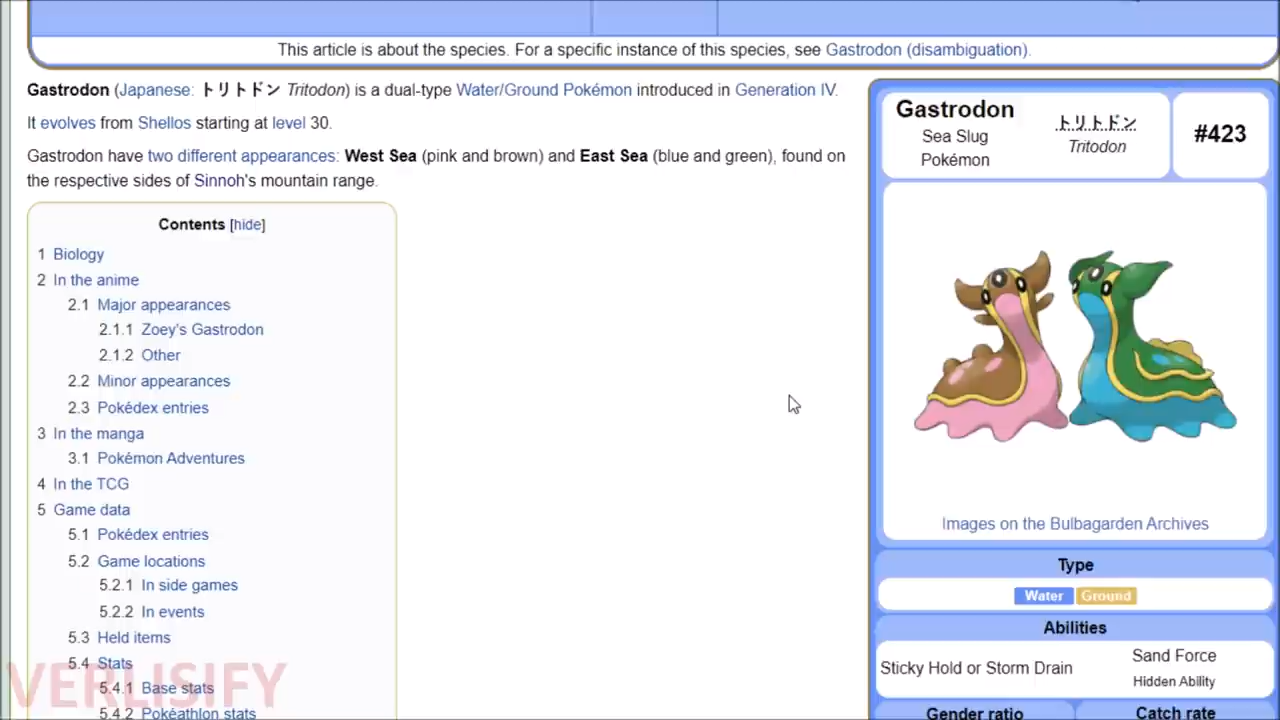 This article is about the species. For a specific instance of this species, see Gastrodon (disambiguation).
Gastrodon (Japanese: トリトドン Tritodon) is a dual-type Water/Ground Pokémon introduced in Generation IV.
It evolves from Shellos starting at level 30.
Gastrodon have two different appearances: West Sea (pink and brown) and East Sea (blue and green), found on
the respective sides of Sinnoh's mountain range.
Contents [hide]
1 Biology
2 In the anime
2.1 Major appearances
2.1.1 Zoey's Gastrodon
2.1.2 Other
2.2 Minor appearances
2.3 Pokédex entries
3 In the manga
3.1 Pokémon Adventures
4 In the TCG
5 Game data
5.1 Pokédex entries
5.2 Game locations
5.2.1 In side games
5.2.2 In events
5.3 Held items
5.4 Stats
5.4.1 Base stats
5.4.2 Pokéathlon stats
VERLISIFY
Gastrodon
Sea Slug
Pokémon
トリトドン
Tritodon
#423
Images on the Bulbagarden Archives
Type
Water Ground
Abilities
Sticky Hold or Storm Drain
Sand Force
Hidden Ability
Gender ratio
Catch rate